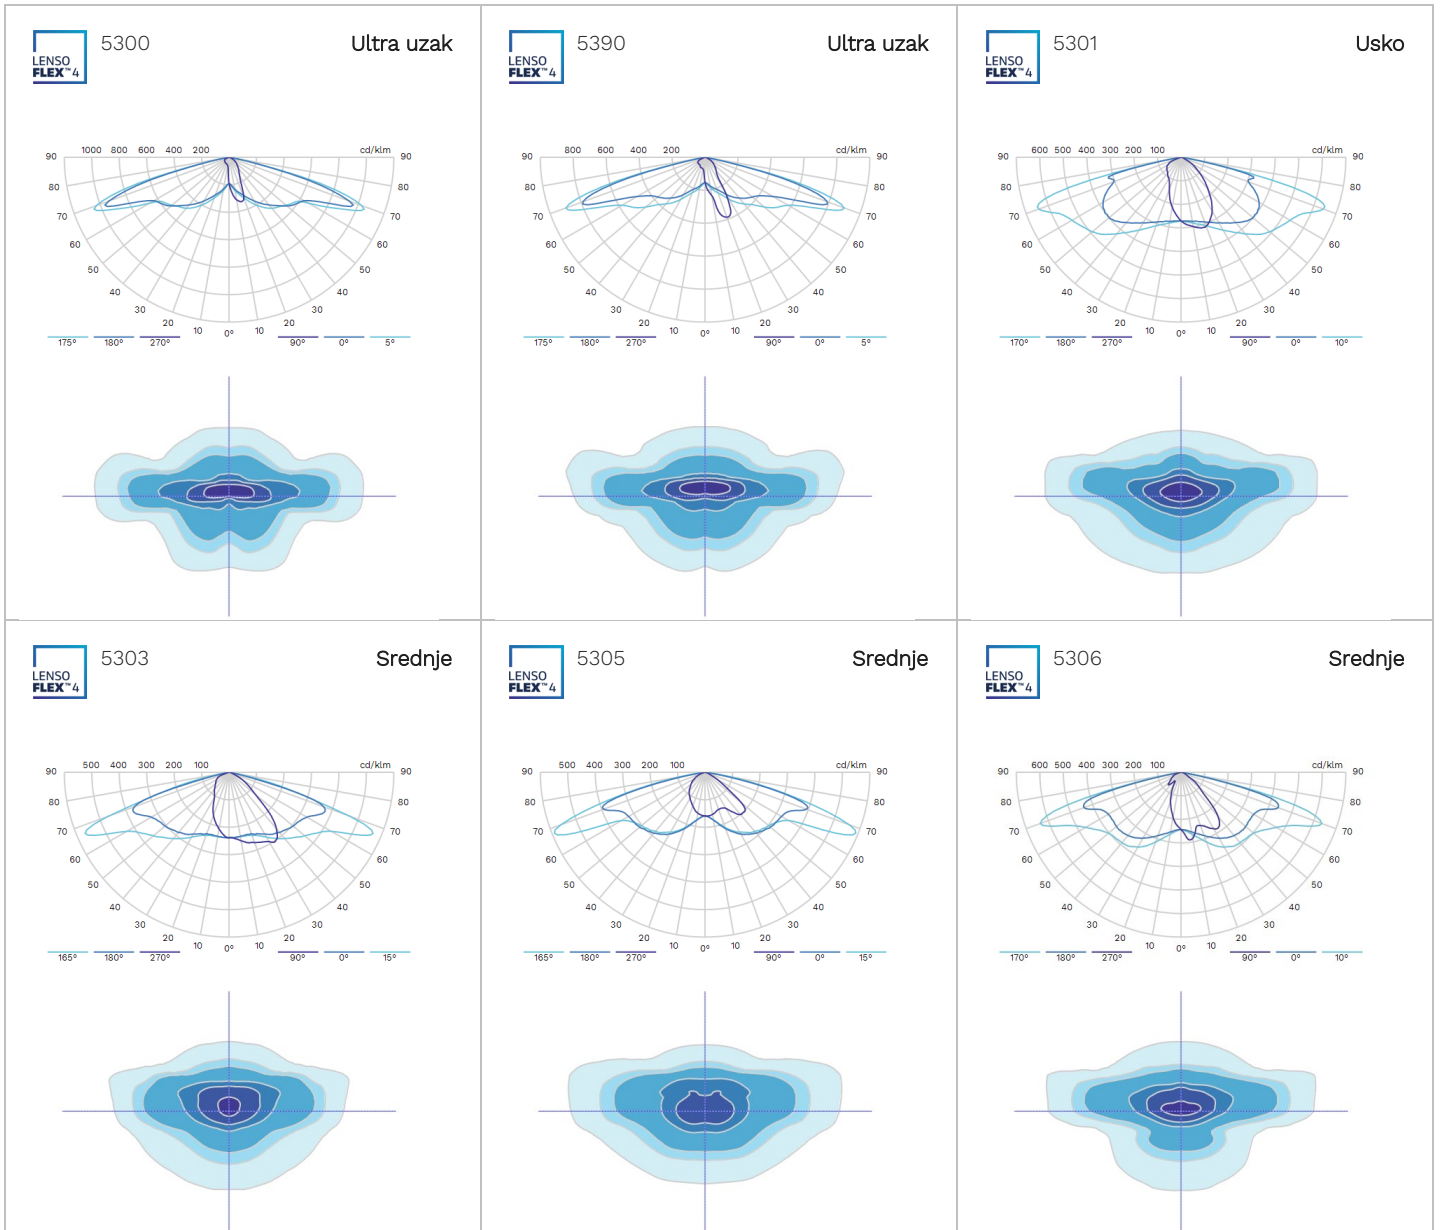 5300 Ultra uzak
LENSO
FLEX™4
1000 800 600 400 200 cd/klm
90 90
80 80
70 70
60 60
50 50
40 40
30 30
20 10 0° 10 20
175° 180° 270° 90° 0° 5°
5390 Ultra uzak
LENSO
FLEX™4
800 600 400 200 cd/klm
90 90
80 80
70 70
60 60
50 50
40 40
30 30
20 10 0° 10 20
175° 180° 270° 90° 0° 5°
5301 Usko
LENSO
FLEX™4
600 500 400 300 200 100 cd/klm
90 90
80 80
70 70
60 60
50 50
40 40
30 30
20 10 0° 10 20
170° 180° 270° 90° 0° 10°
5303 Srednje
LENSO
FLEX™4
500 400 300 200 100 cd/klm
90 90
80 80
70 70
60 60
50 50
40 40
30 30
20 10 0° 10 20
165° 180° 270° 90° 0° 15°
5305 Srednje
LENSO
FLEX™4
500 400 300 200 100 cd/klm
90 90
80 80
70 70
60 60
50 50
40 40
30 30
20 10 0° 10 20
165° 180° 270° 90° 0° 15°
5306 Srednje
LENSO
FLEX™4
600 500 400 300 200 100 cd/klm
90 90
80 80
70 70
60 60
50 50
40 40
30 30
20 10 0° 10 20
170° 180° 270° 90° 0° 10°